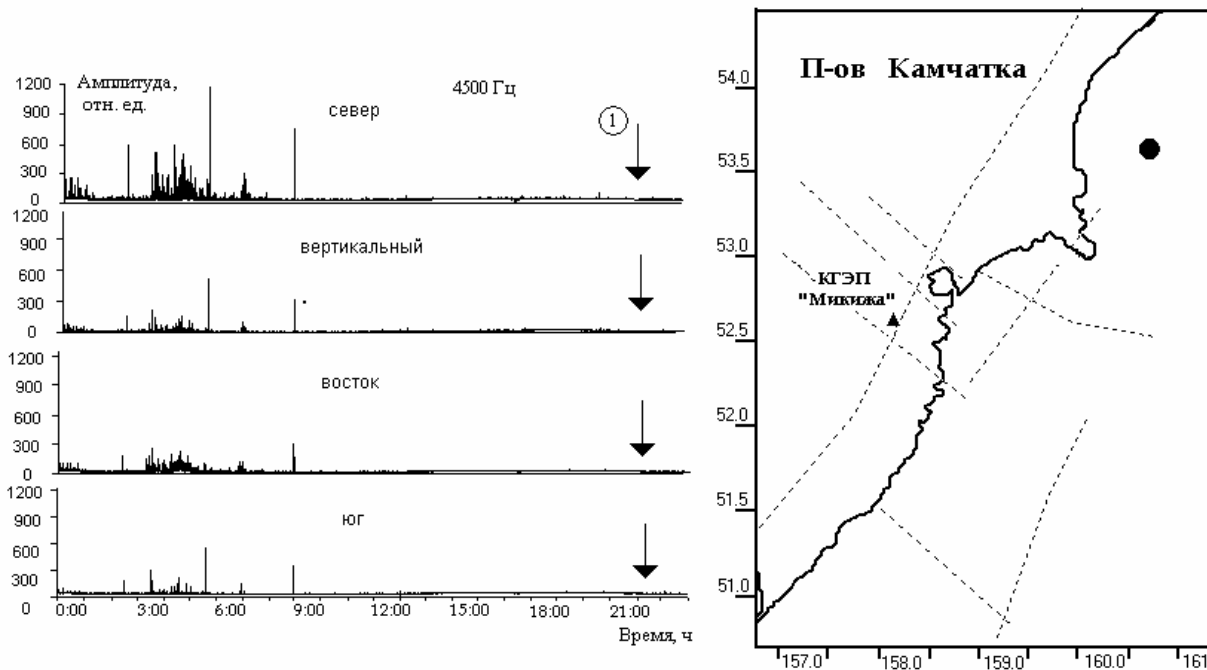 1200
Амплитуда,
отн. ед.
900
600
300
0
север
4500 Гц
1
1200
900
600
300
0
вертикальный
1200
900
600
300
0
восток
1200
900
600
300
0
юг
0:00 3:00 6:00 9:00 12:00 15:00 18:00 21:00
Время, ч
П-ов Камчатка
54.0
53.5
53.0
52.5
52.0
51.5
51.0
КГЭП
"Микижа"
157.0 158.0 159.0 160.0 161